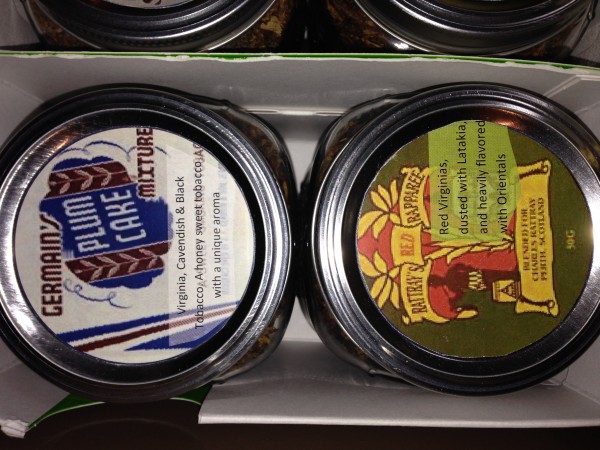 GERMAIN'S
PLUM
CAKE
MIXTURE
Virginia, Cavendish & Black
Tobacco. A honey sweet tobacco
with a unique aroma
RATTRAY'S RED RAPPAREE
Red Virginias,
dusted with Latakia,
and heavily flavored
with Orientals
BLENDED FOR
CHARLES RATTRAY
PERTH, SCOTLAND
50G